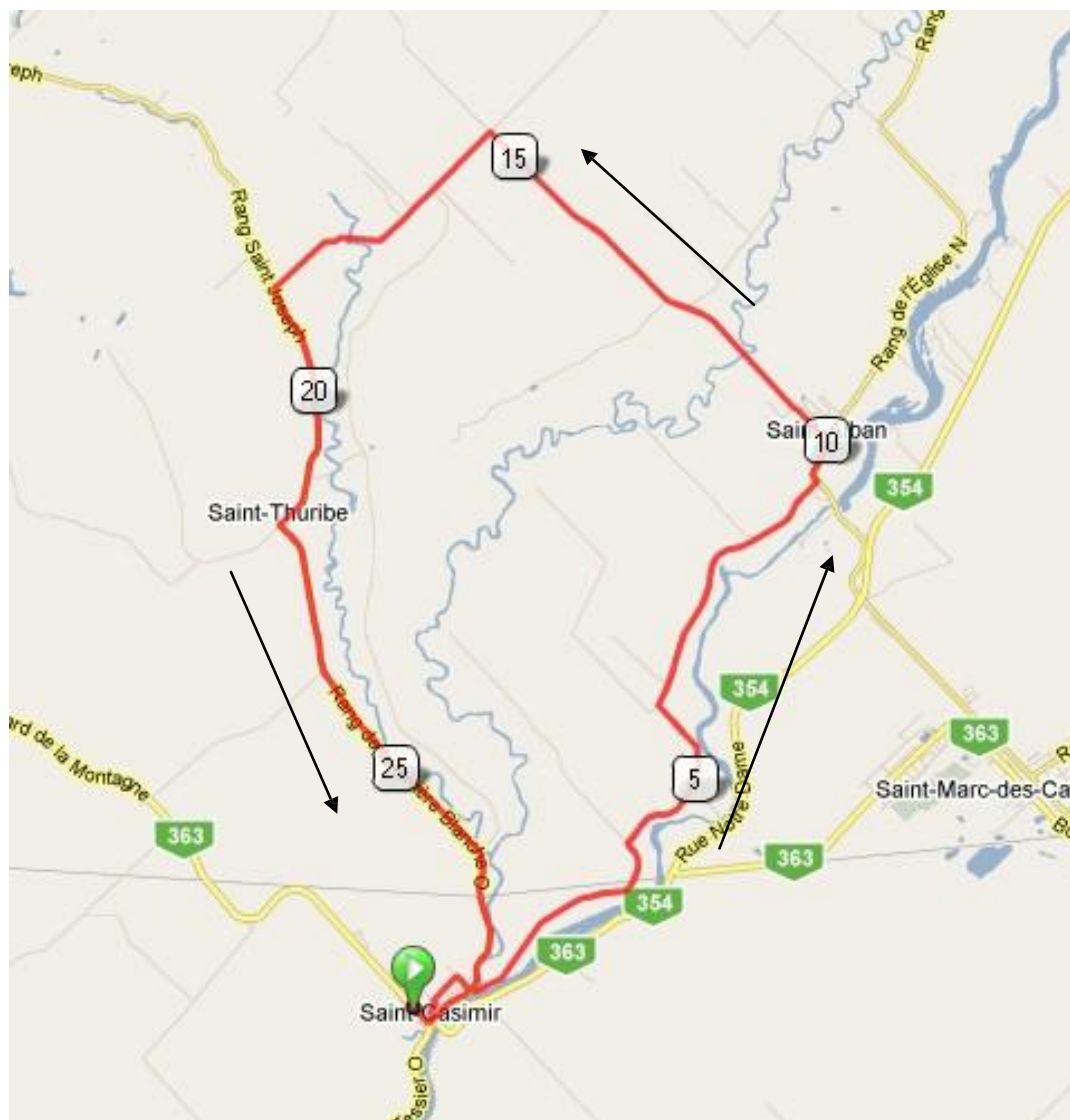 Rang
eph
15
Rang Saint Joseph
Rang de l'Église N
20
10
354
Saint-Thuribe
354
363
5
25
Saint-Marc-des-Ca
ard de la Montagne
Rue Notre Dame
363
363
354
363
Saint-Casimir